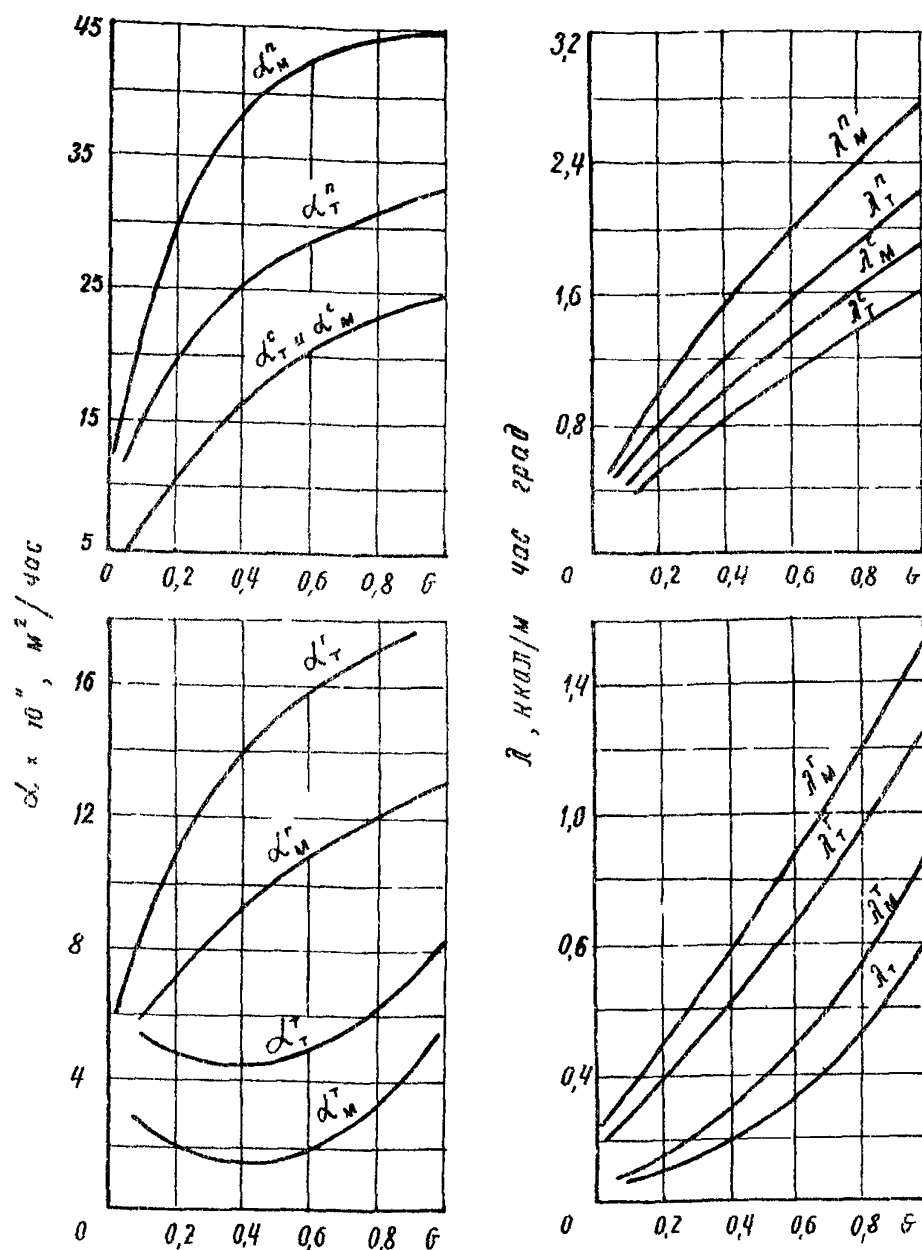 45
35
25
15
5
0 0,2 0,4 0,6 0,8 G
α м п
α т п
α т с и α м с
3,2
2,4
1,6
0,8
0 0,2 0,4 0,6 0,8 G
λ м п
λ т п
λ м с
λ т с
α × 10 ", м²/час
λ, ккал/м час град
16
12
8
4
0 0,2 0,4 0,6 0,8 G
α т г
α м г
α т т
α м т
1,4
1,0
0,6
0,4
0 0,2 0,4 0,6 0,8 G
λ м г
λ т г
λ м т
λ т